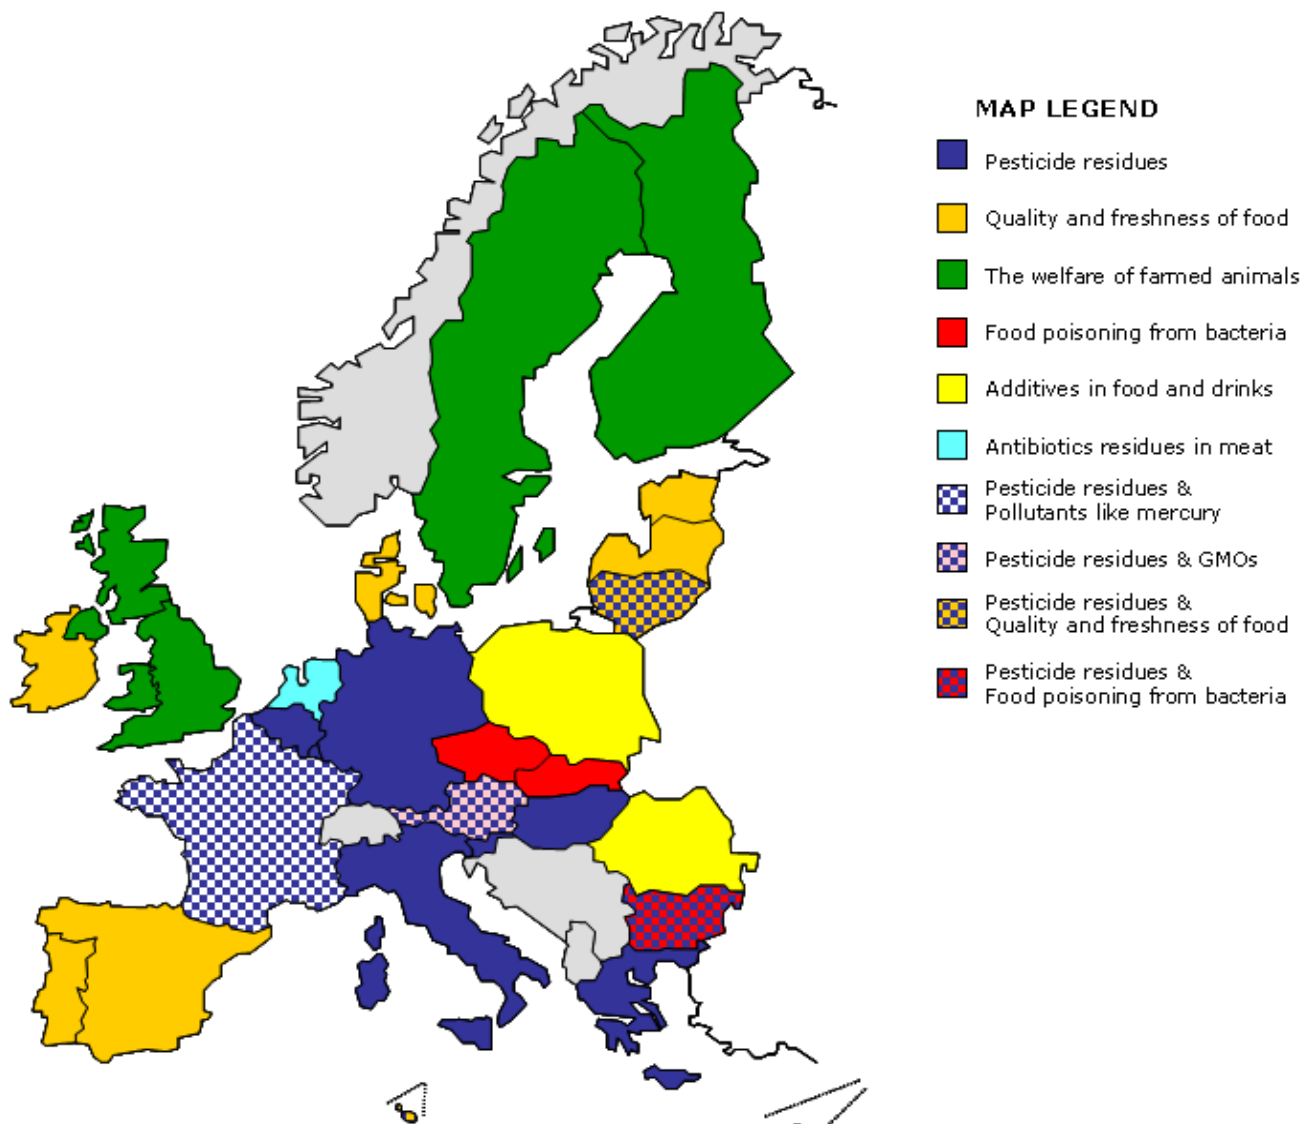 MAP LEGEND
Pesticide residues
Quality and freshness of food
The welfare of farmed animals
Food poisoning from bacteria
Additives in food and drinks
Antibiotics residues in meat
Pesticide residues &
Pollutants like mercury
Pesticide residues & GMOs
Pesticide residues &
Quality and freshness of food
Pesticide residues &
Food poisoning from bacteria